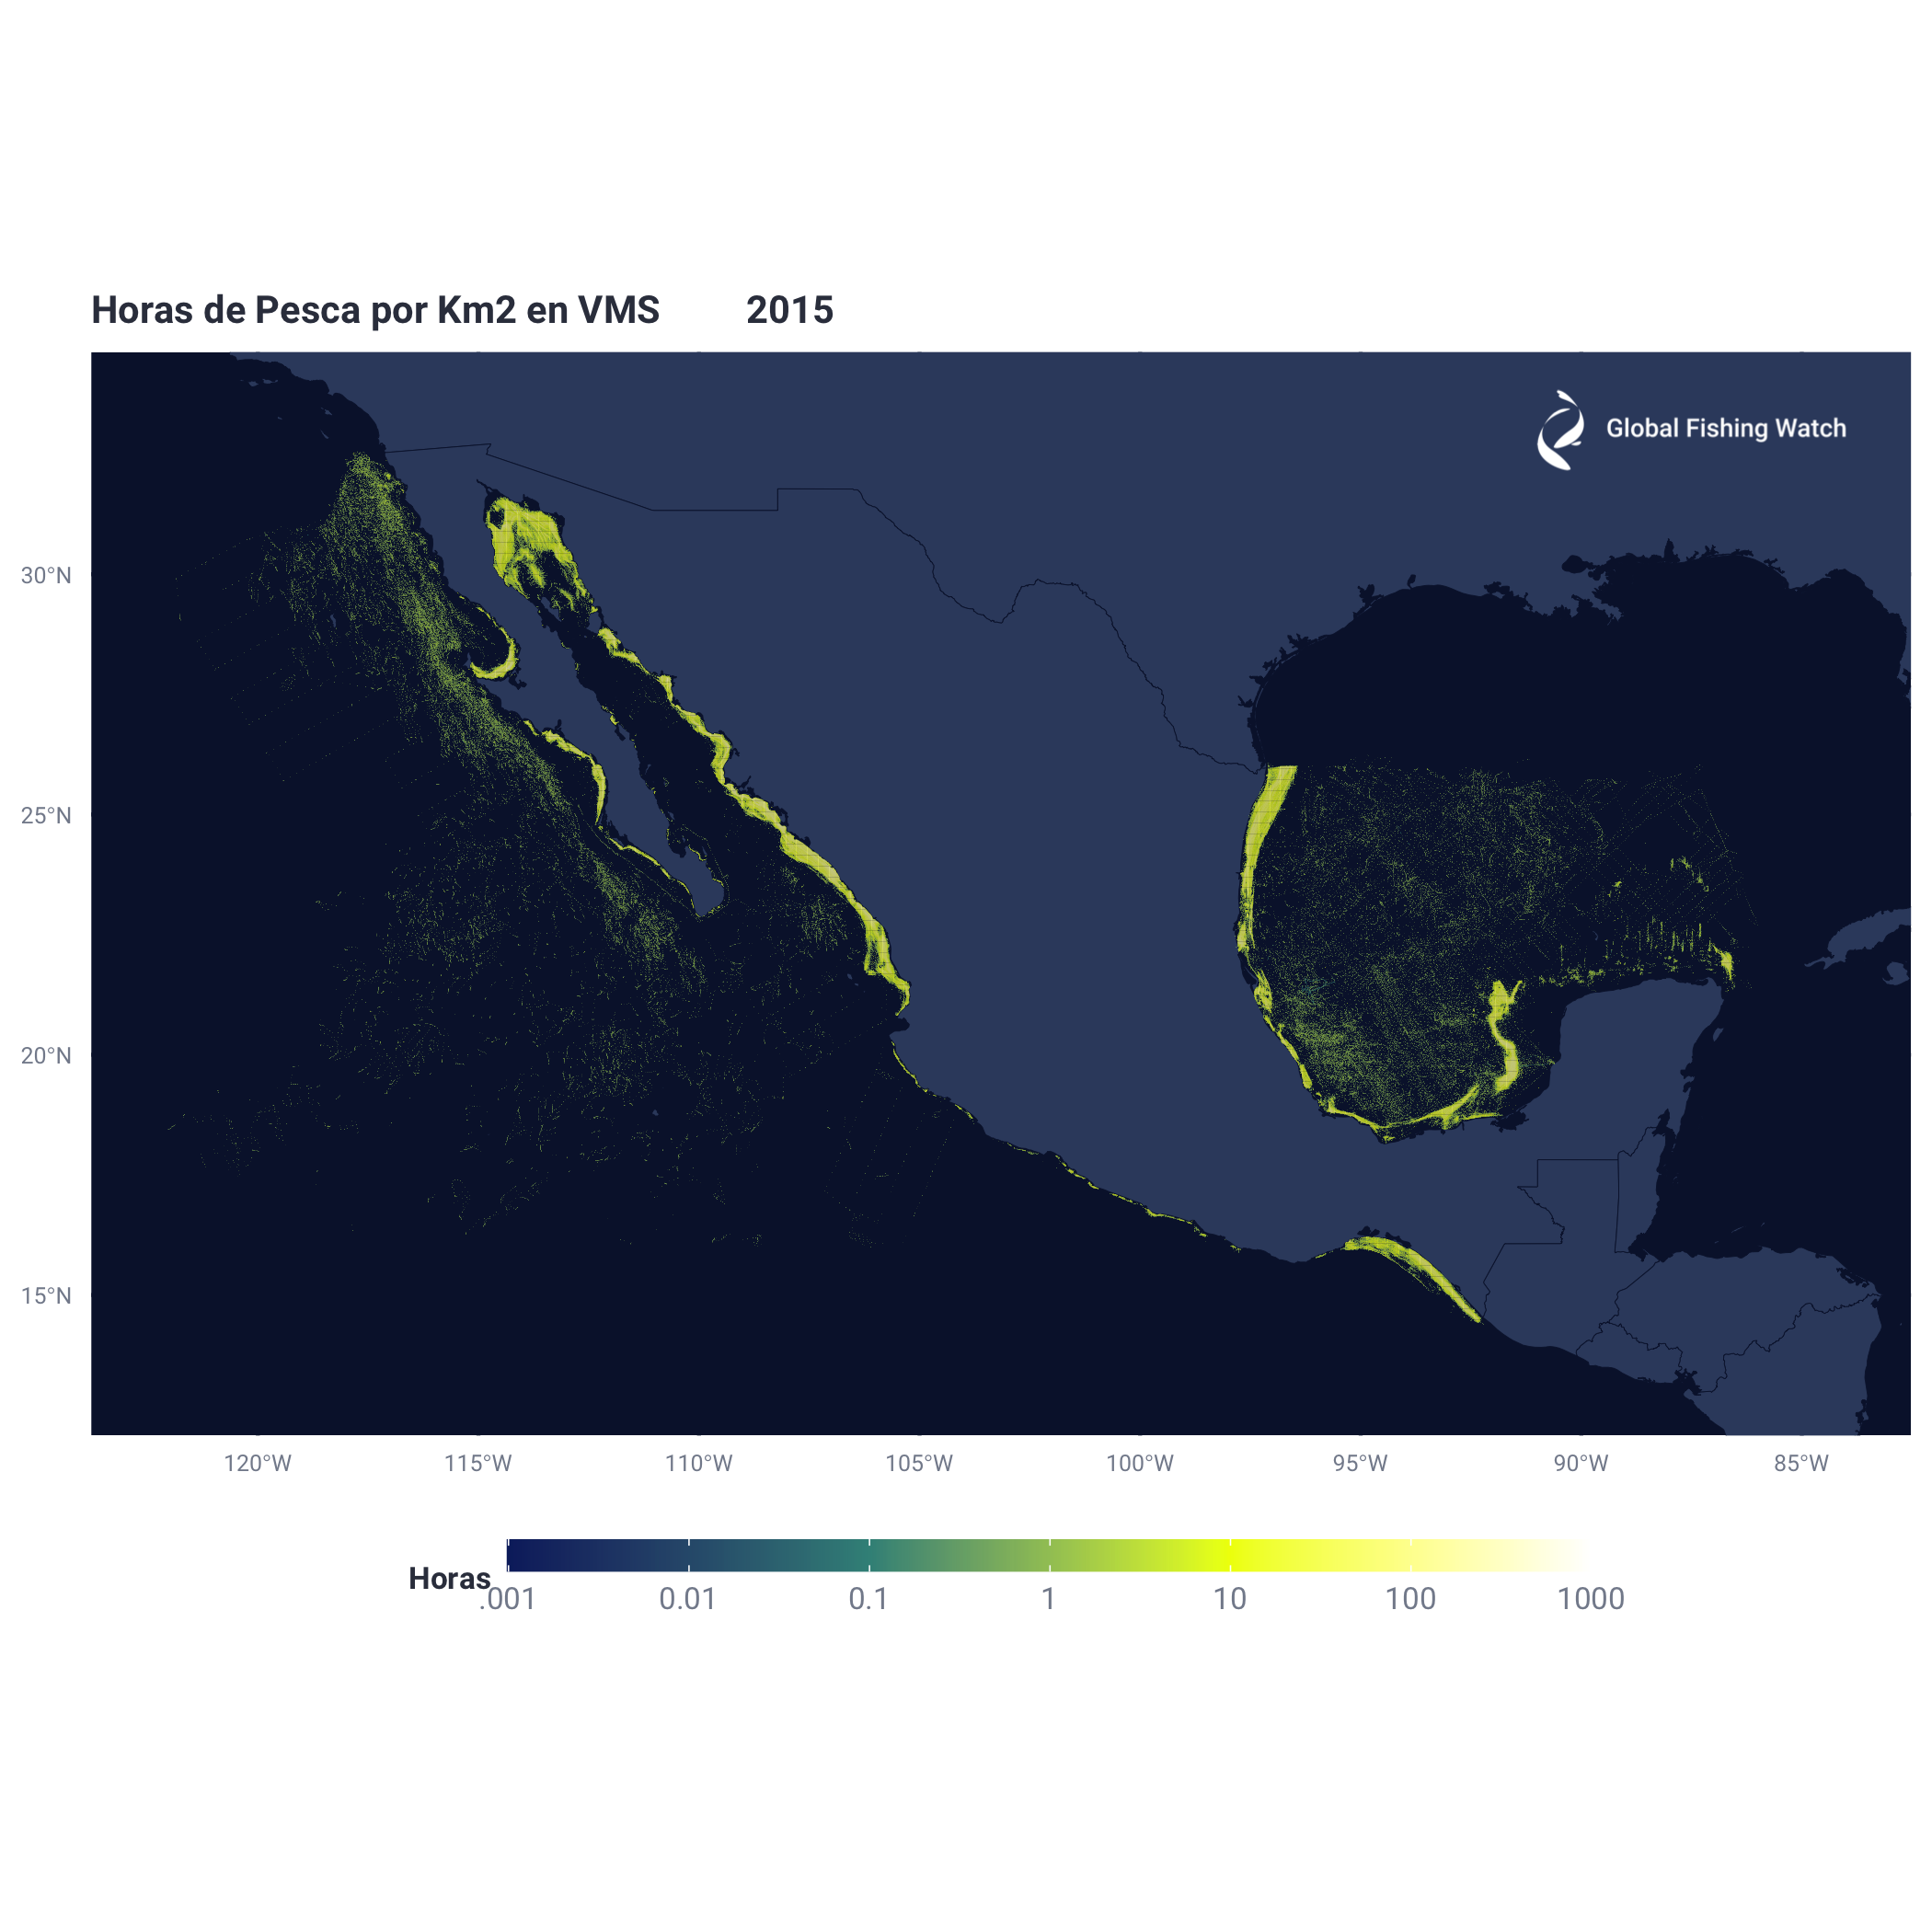 Horas de Pesca por Km2 en VMS 2015
Global Fishing Watch
30°N
25°N
20°N
15°N
120°W 115°W 110°W 105°W 100°W 95°W 90°W 85°W
Horas
.001 0.01 0.1 1 10 100 1000